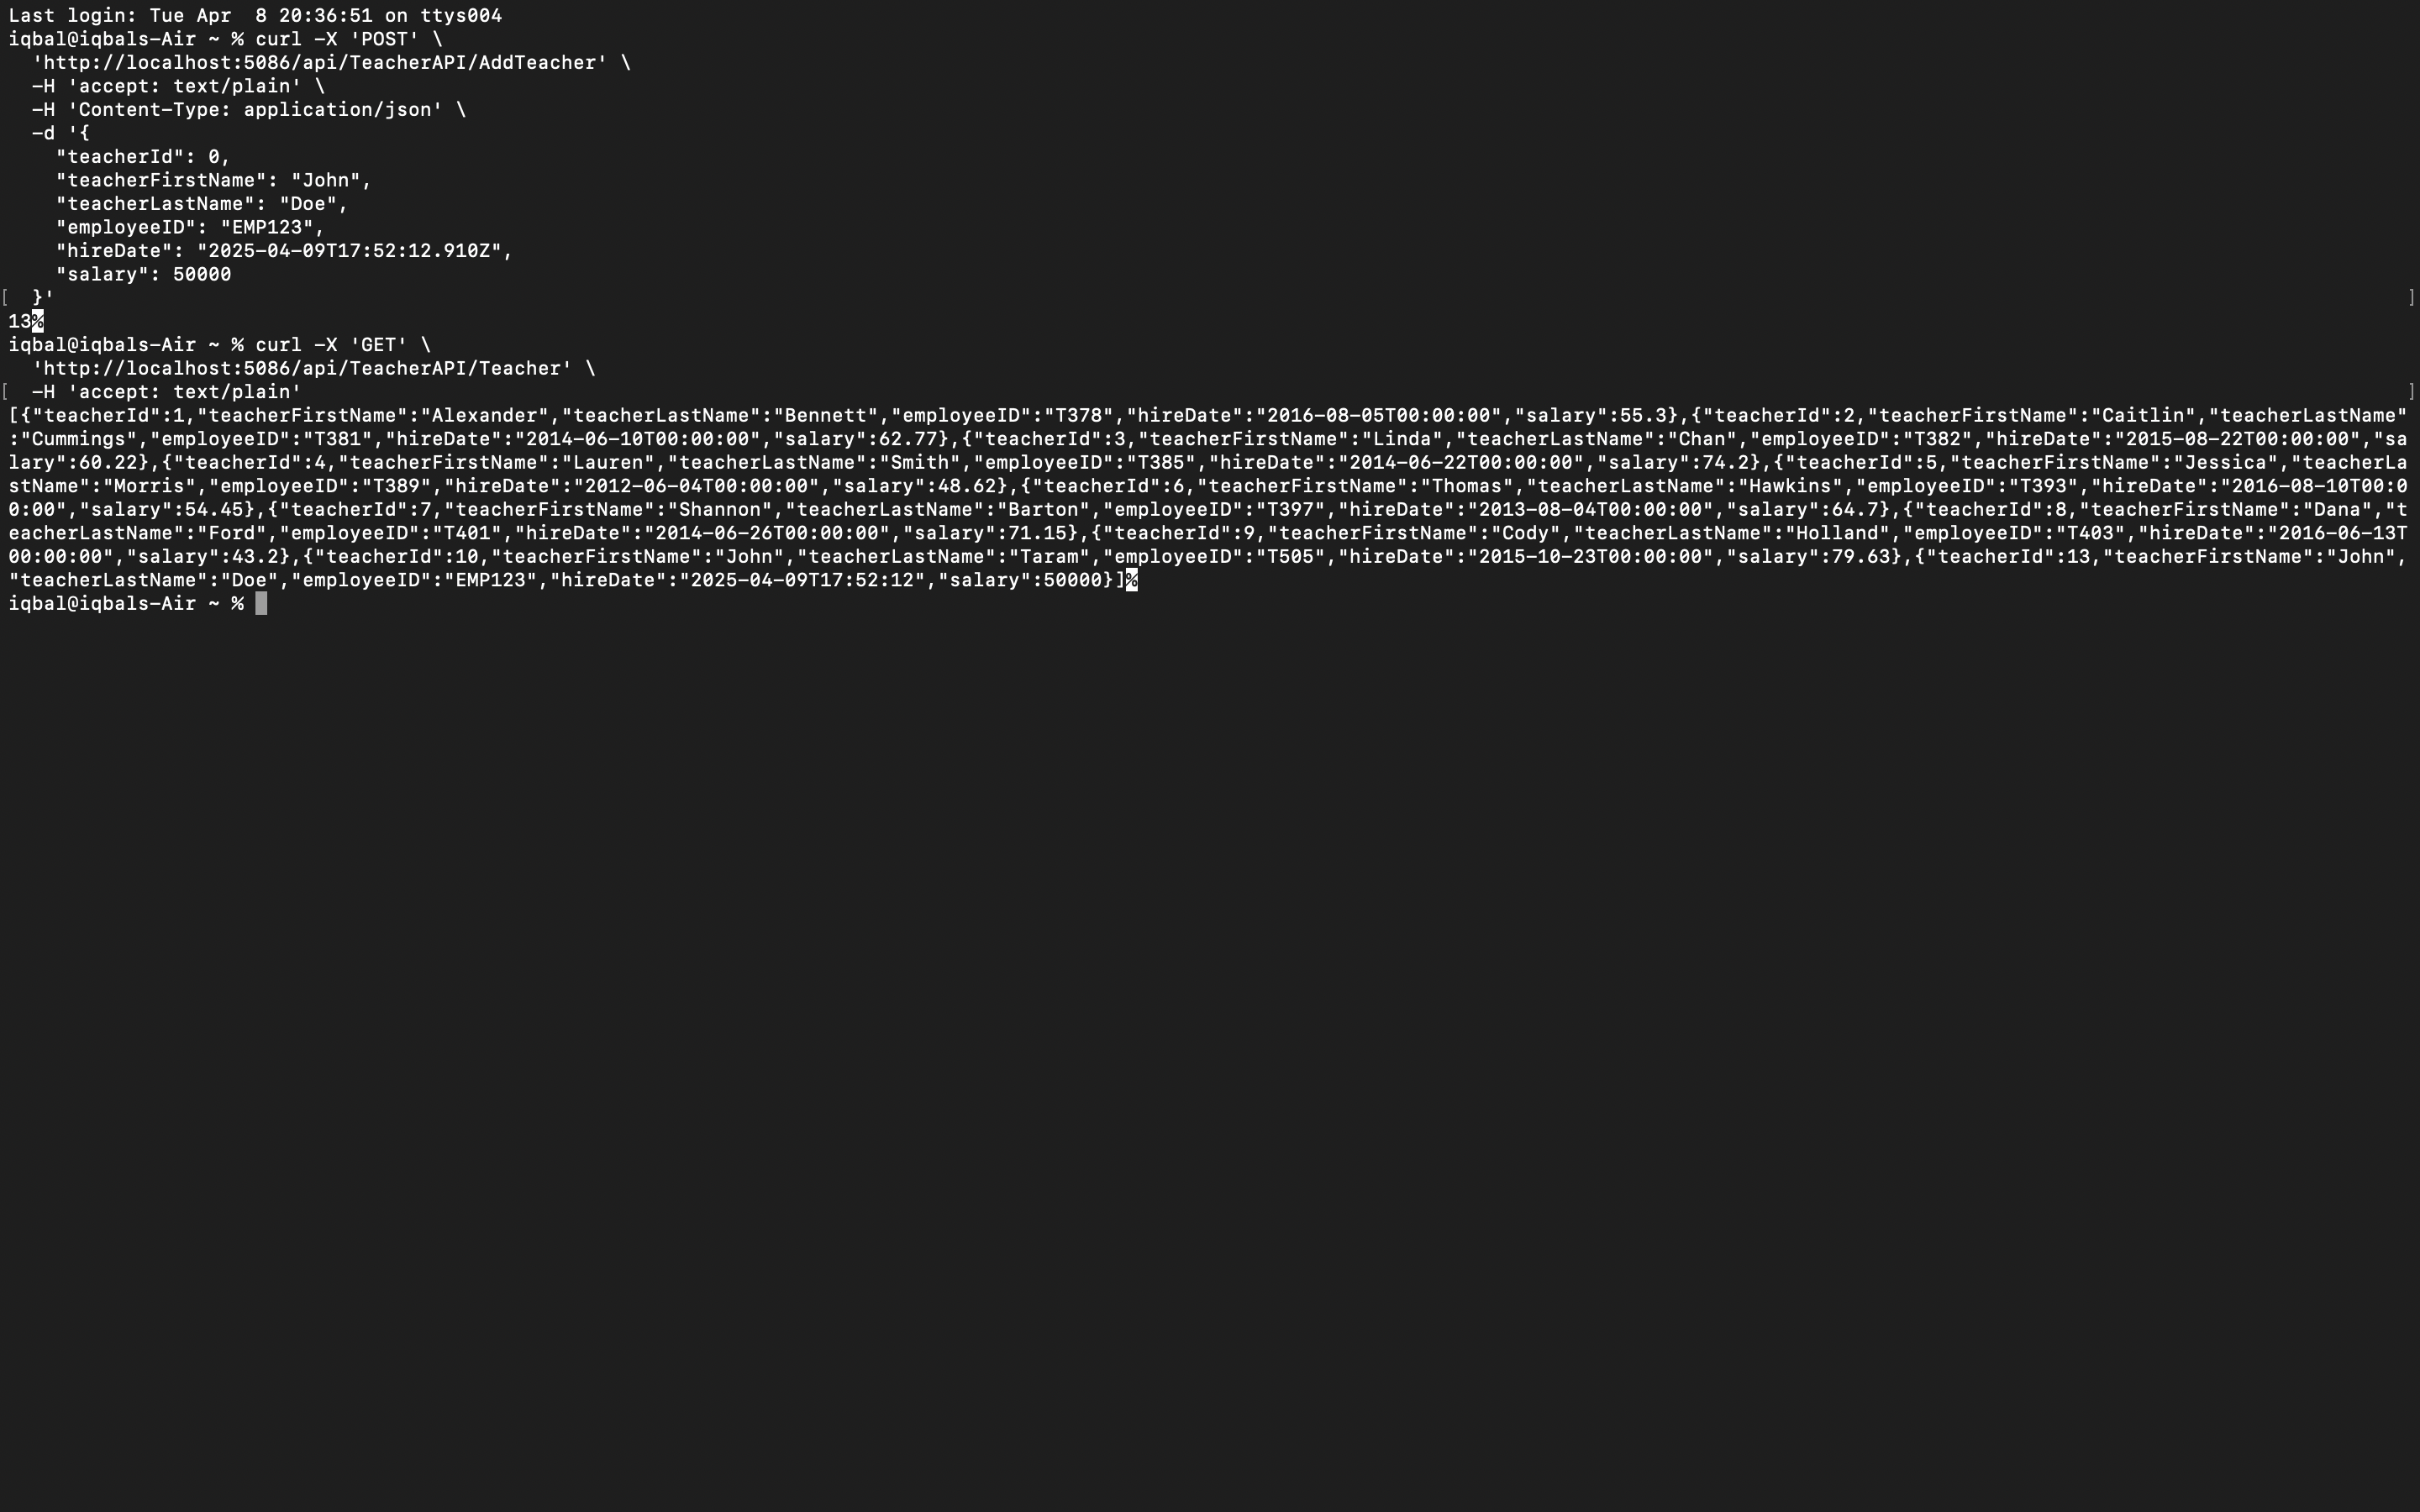 Last login: Tue Apr  8 20:36:51 on ttys004
iqbal@iqbals-Air ~ % curl -X 'POST' \
  'http://localhost:5086/api/TeacherAPI/AddTeacher' \
  -H 'accept: text/plain' \
  -H 'Content-Type: application/json' \
  -d '{
    "teacherId": 0,
    "teacherFirstName": "John",
    "teacherLastName": "Doe",
    "employeeID": "EMP123",
    "hireDate": "2025-04-09T17:52:12.910Z",
    "salary": 50000
[  }' ]
13%
iqbal@iqbals-Air ~ % curl -X 'GET' \
  'http://localhost:5086/api/TeacherAPI/Teacher' \
[  -H 'accept: text/plain' ]
[{"teacherId":1,"teacherFirstName":"Alexander","teacherLastName":"Bennett","employeeID":"T378","hireDate":"2016-08-05T00:00:00","salary":55.3},{"teacherId":2,"teacherFirstName":"Caitlin","teacherLastName"
:"Cummings","employeeID":"T381","hireDate":"2014-06-10T00:00:00","salary":62.77},{"teacherId":3,"teacherFirstName":"Linda","teacherLastName":"Chan","employeeID":"T382","hireDate":"2015-08-22T00:00:00","sa
lary":60.22},{"teacherId":4,"teacherFirstName":"Lauren","teacherLastName":"Smith","employeeID":"T385","hireDate":"2014-06-22T00:00:00","salary":74.2},{"teacherId":5,"teacherFirstName":"Jessica","teacherLa
stName":"Morris","employeeID":"T389","hireDate":"2012-06-04T00:00:00","salary":48.62},{"teacherId":6,"teacherFirstName":"Thomas","teacherLastName":"Hawkins","employeeID":"T393","hireDate":"2016-08-10T00:0
0:00","salary":54.45},{"teacherId":7,"teacherFirstName":"Shannon","teacherLastName":"Barton","employeeID":"T397","hireDate":"2013-08-04T00:00:00","salary":64.7},{"teacherId":8,"teacherFirstName":"Dana","t
eacherLastName":"Ford","employeeID":"T401","hireDate":"2014-06-26T00:00:00","salary":71.15},{"teacherId":9,"teacherFirstName":"Cody","teacherLastName":"Holland","employeeID":"T403","hireDate":"2016-06-13T
00:00:00","salary":43.2},{"teacherId":10,"teacherFirstName":"John","teacherLastName":"Taram","employeeID":"T505","hireDate":"2015-10-23T00:00:00","salary":79.63},{"teacherId":13,"teacherFirstName":"John",
"teacherLastName":"Doe","employeeID":"EMP123","hireDate":"2025-04-09T17:52:12","salary":50000}]%
iqbal@iqbals-Air ~ %